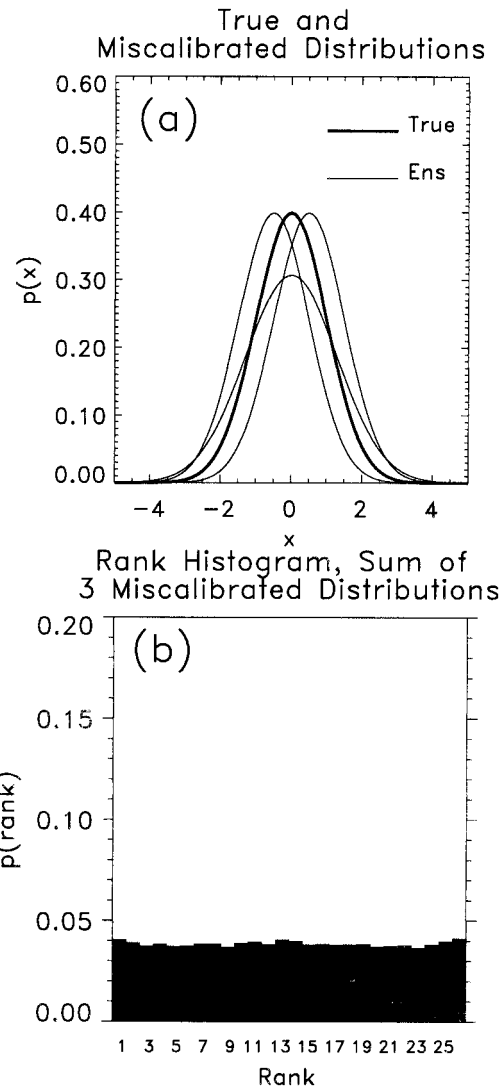 True and
Miscalibrated Distributions
(a)
True
Ens
0.60
0.50
0.40
0.30
0.20
0.10
0.00
p(x)
-4 -2 0 2 4
x
Rank Histogram, Sum of
3 Miscalibrated Distributions
(b)
0.20
0.15
0.10
0.05
0.00
p(rank)
1 3 5 7 9 11 13 15 17 19 21 23 25
Rank